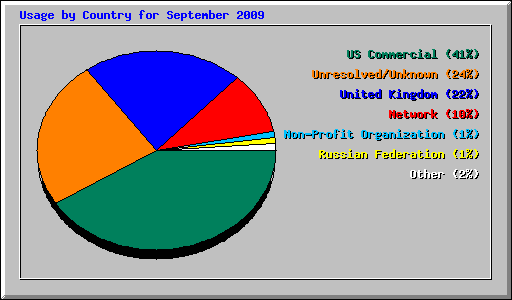 Usage by Country for September 2009
US Commercial (41%)
Unresolved/Unknown (24%)
United Kingdom (22%)
Network (10%)
Non-Profit Organization (1%)
Russian Federation (1%)
Other (2%)